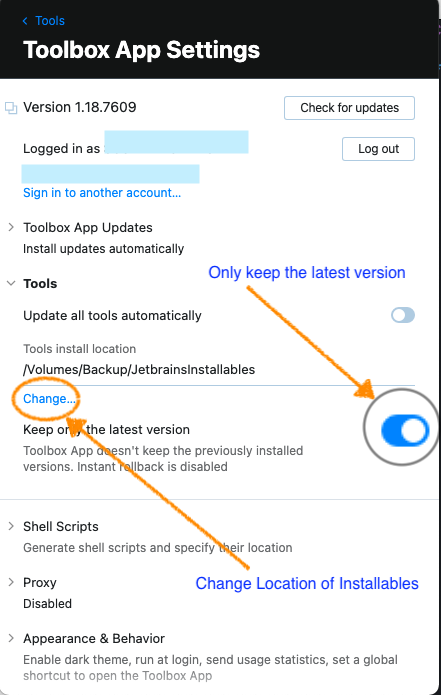 Tools
Toolbox App Settings
Version 1.18.7609
Check for updates
Logged in as
Log out
Sign in to another account...
Toolbox App Updates
Install updates automatically
Only keep the latest version
Tools
Update all tools automatically
Tools install location
/Volumes/Backup/JetbrainsInstallables
Change...
Keep only the latest version
Toolbox App doesn't keep the previously installed
versions. Instant rollback is disabled
Shell Scripts
Generate shell scripts and specify their location
Change Location of Installables
Proxy
Disabled
Appearance & Behavior
Enable dark theme, run at login, send usage statistics, set a global
shortcut to open the Toolbox App